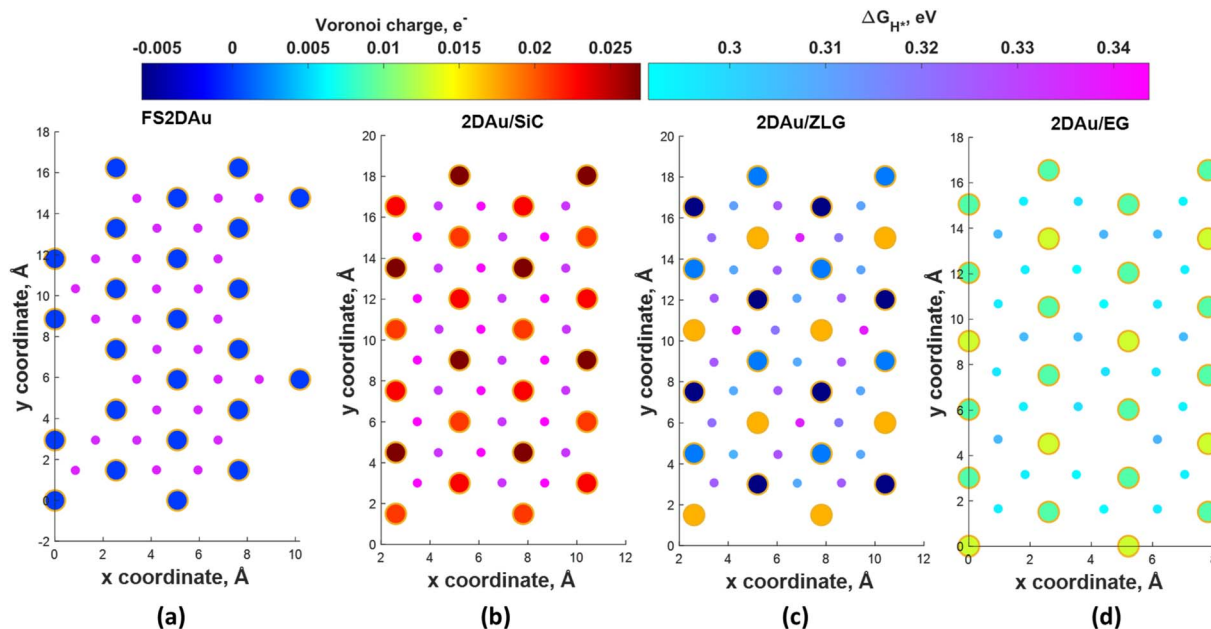 Voronoi charge, e-
ΔG_H*, eV
-0.005 0 0.005 0.01 0.015 0.02 0.025
0.3 0.31 0.32 0.33 0.34
FS2DAu
2DAu/SiC
2DAu/ZLG
2DAu/EG
18
16
14
12
10
8
6
4
2
0
-2
y coordinate, Å
0 2 4 6 8 10
x coordinate, Å
(a)
20
18
16
14
12
10
8
6
4
2
0
y coordinate, Å
2 4 6 8 10 12
x coordinate, Å
(b)
20
18
16
14
12
10
8
6
4
2
0
y coordinate, Å
2 4 6 8 10 12
x coordinate, Å
(c)
18
16
14
12
10
8
6
4
2
0
y coordinate, Å
0 2 4 6 8
x coordinate, Å
(d)